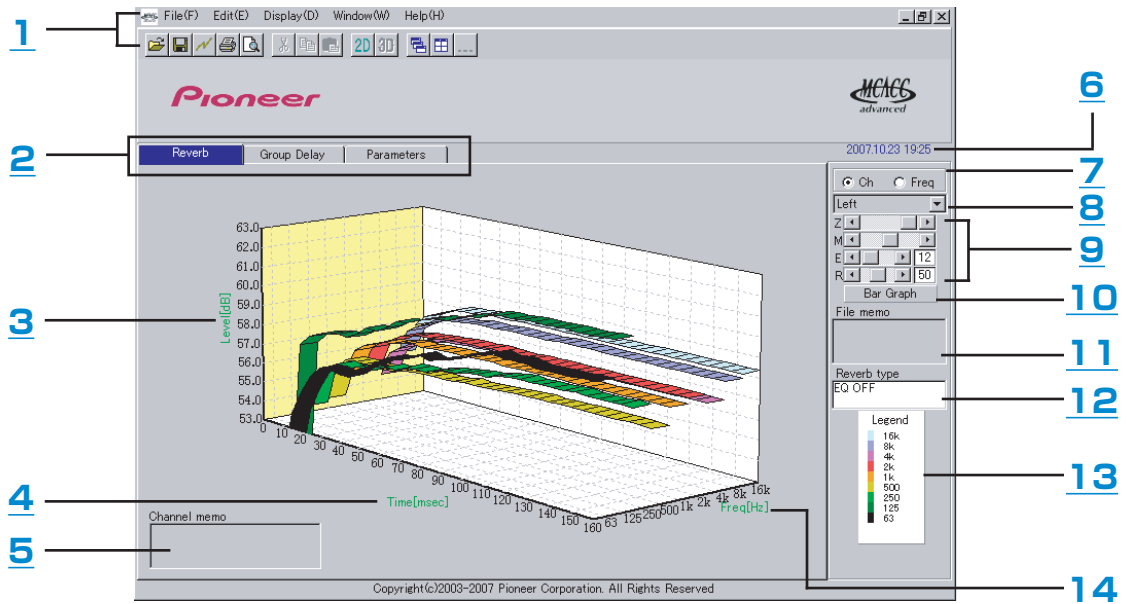 File(F) Edit(E) Display(D) Window(W) Help(H)
1
2D 3D ...
Pioneer
MCACC
advanced
6
2
Reverb Group Delay Parameters
2007.10.23 19:25
7
Ch Freq
Left
8
Z
M
E 12
R 50
9
Bar Graph
10
File memo
11
Reverb type
EQ OFF
12
Legend
16k
8k
4k
2k
1k
500
250
125
63
13
3
Level[dB]
63.0
62.0
61.0
60.0
59.0
58.0
57.0
56.0
55.0
54.0
53.0
0 10 20 30 40 50 60 70 80 90 100 110 120 130 140 150 160
63 125 250 500 1k 2k 4k 8k 16k
4
Time[msec]
Freq[Hz]
Channel memo
5
14
Copyright(c)2003-2007 Pioneer Corporation. All Rights Reserved